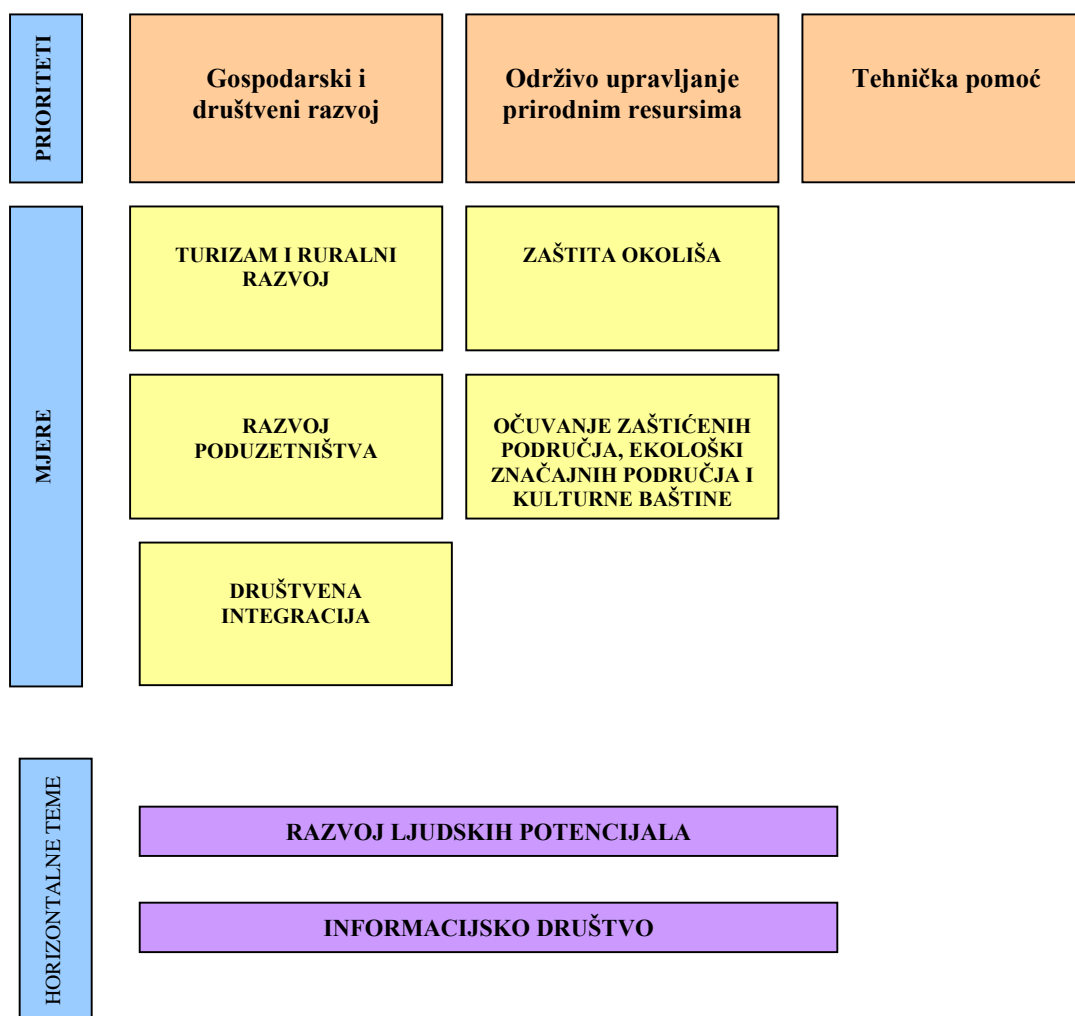 PRIORITETI
Gospodarski i
društveni razvoj
Održivo upravljanje
prirodnim resursima
Tehnička pomoć
MJERE
TURIZAM I RURALNI
RAZVOJ
ZAŠTITA OKOLIŠA
RAZVOJ
PODUZETNIŠTVA
OČUVANJE ZAŠTIĆENIH
PODRUČJA, EKOLOŠKI
ZNAČAJNIH PODRUČJA I
KULTURNE BAŠTINE
DRUŠTVENA
INTEGRACIJA
HORIZONTALNE TEME
RAZVOJ LJUDSKIH POTENCIJALA
INFORMACIJSKO DRUŠTVO